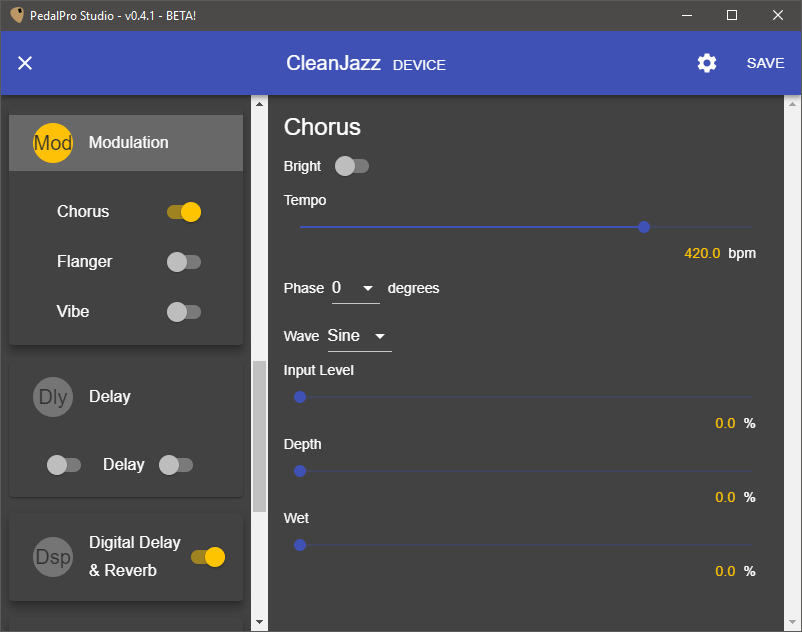 PedalPro Studio - v0.4.1 - BETA!
CleanJazz DEVICE SAVE
Mod Modulation
Chorus
Flanger
Vibe
Dly Delay
Delay
Dsp Digital Delay
& Reverb
Chorus
Bright
Tempo
420.0 bpm
Phase 0 degrees
Wave Sine
Input Level
0.0 %
Depth
0.0 %
Wet
0.0 %